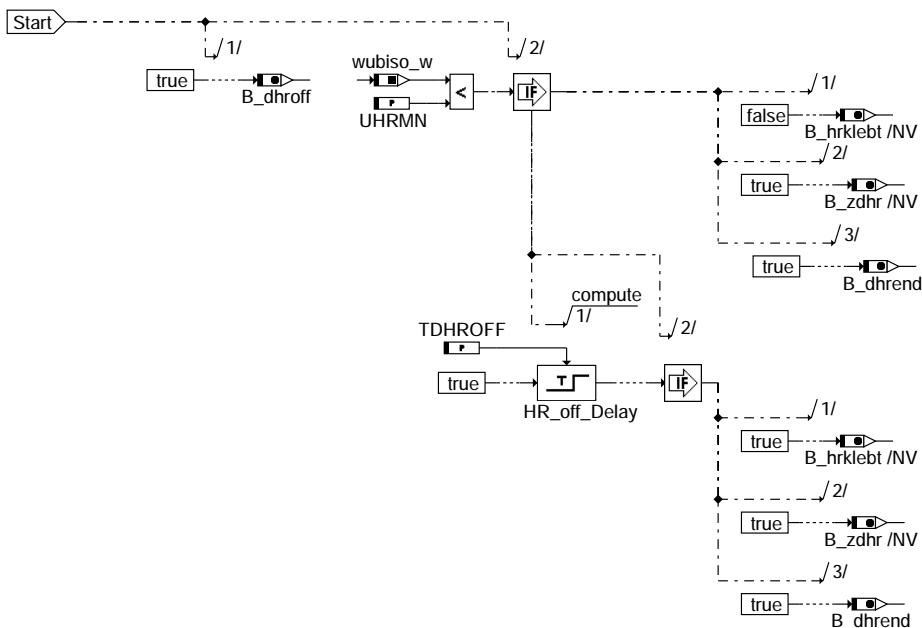 Start
/1/
/2/
true
B_dhroff
wubiso_w
P
UHRMN
<
IF
/1/
false
B_hrklebt /NV
/2/
true
B_zdhr /NV
/3/
true
B_dhrend
compute
/1/
/2/
TDHROFF
P
true
T
HR_off_Delay
IF
/1/
true
B_hrklebt /NV
/2/
true
B_zdhr /NV
/3/
true
B_dhrend